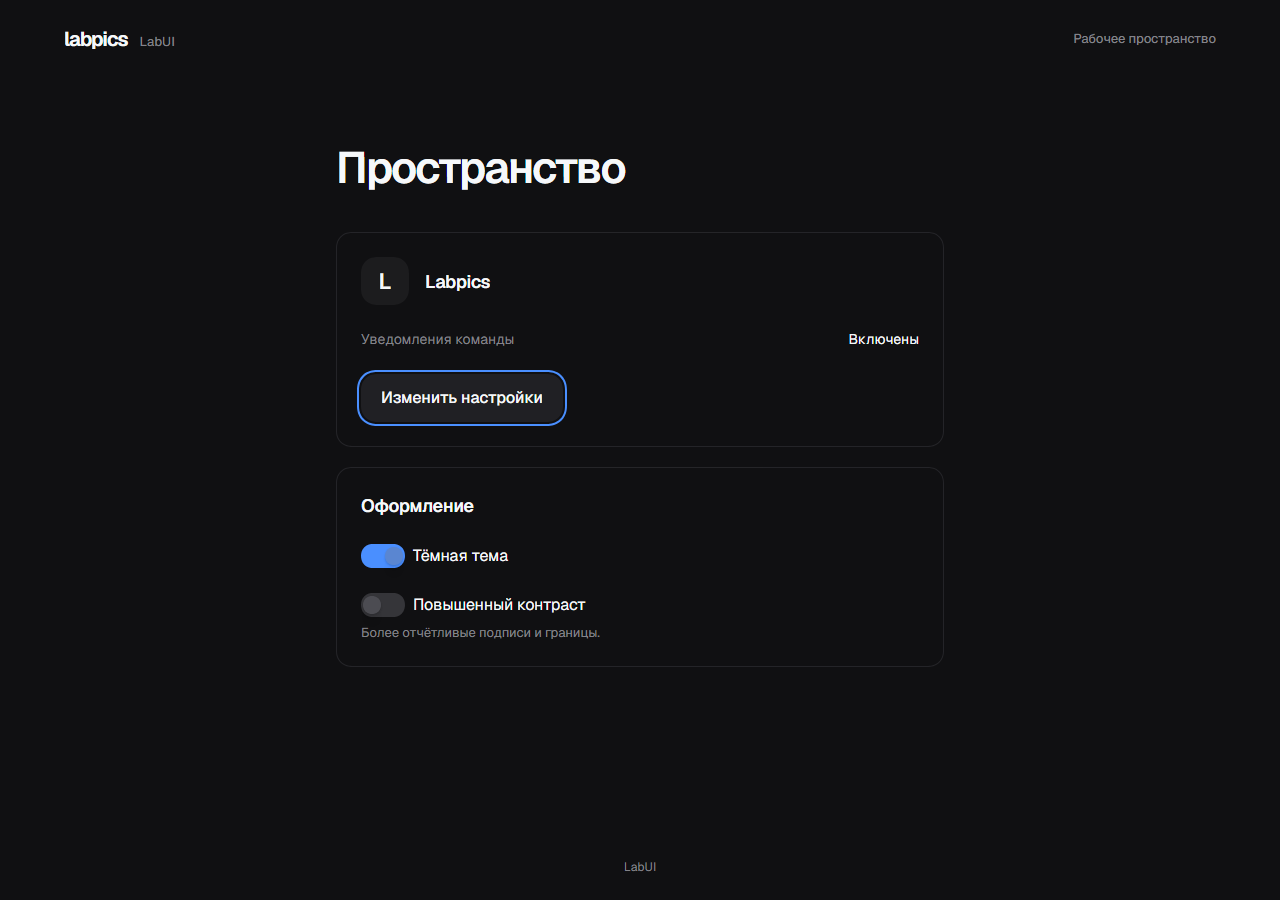 labpics LabUI
Рабочее пространство
Пространство
L
Labpics
Уведомления команды
Включены
Изменить настройки
Оформление
Тёмная тема
Повышенный контраст
Более отчётливые подписи и границы.
LabUI